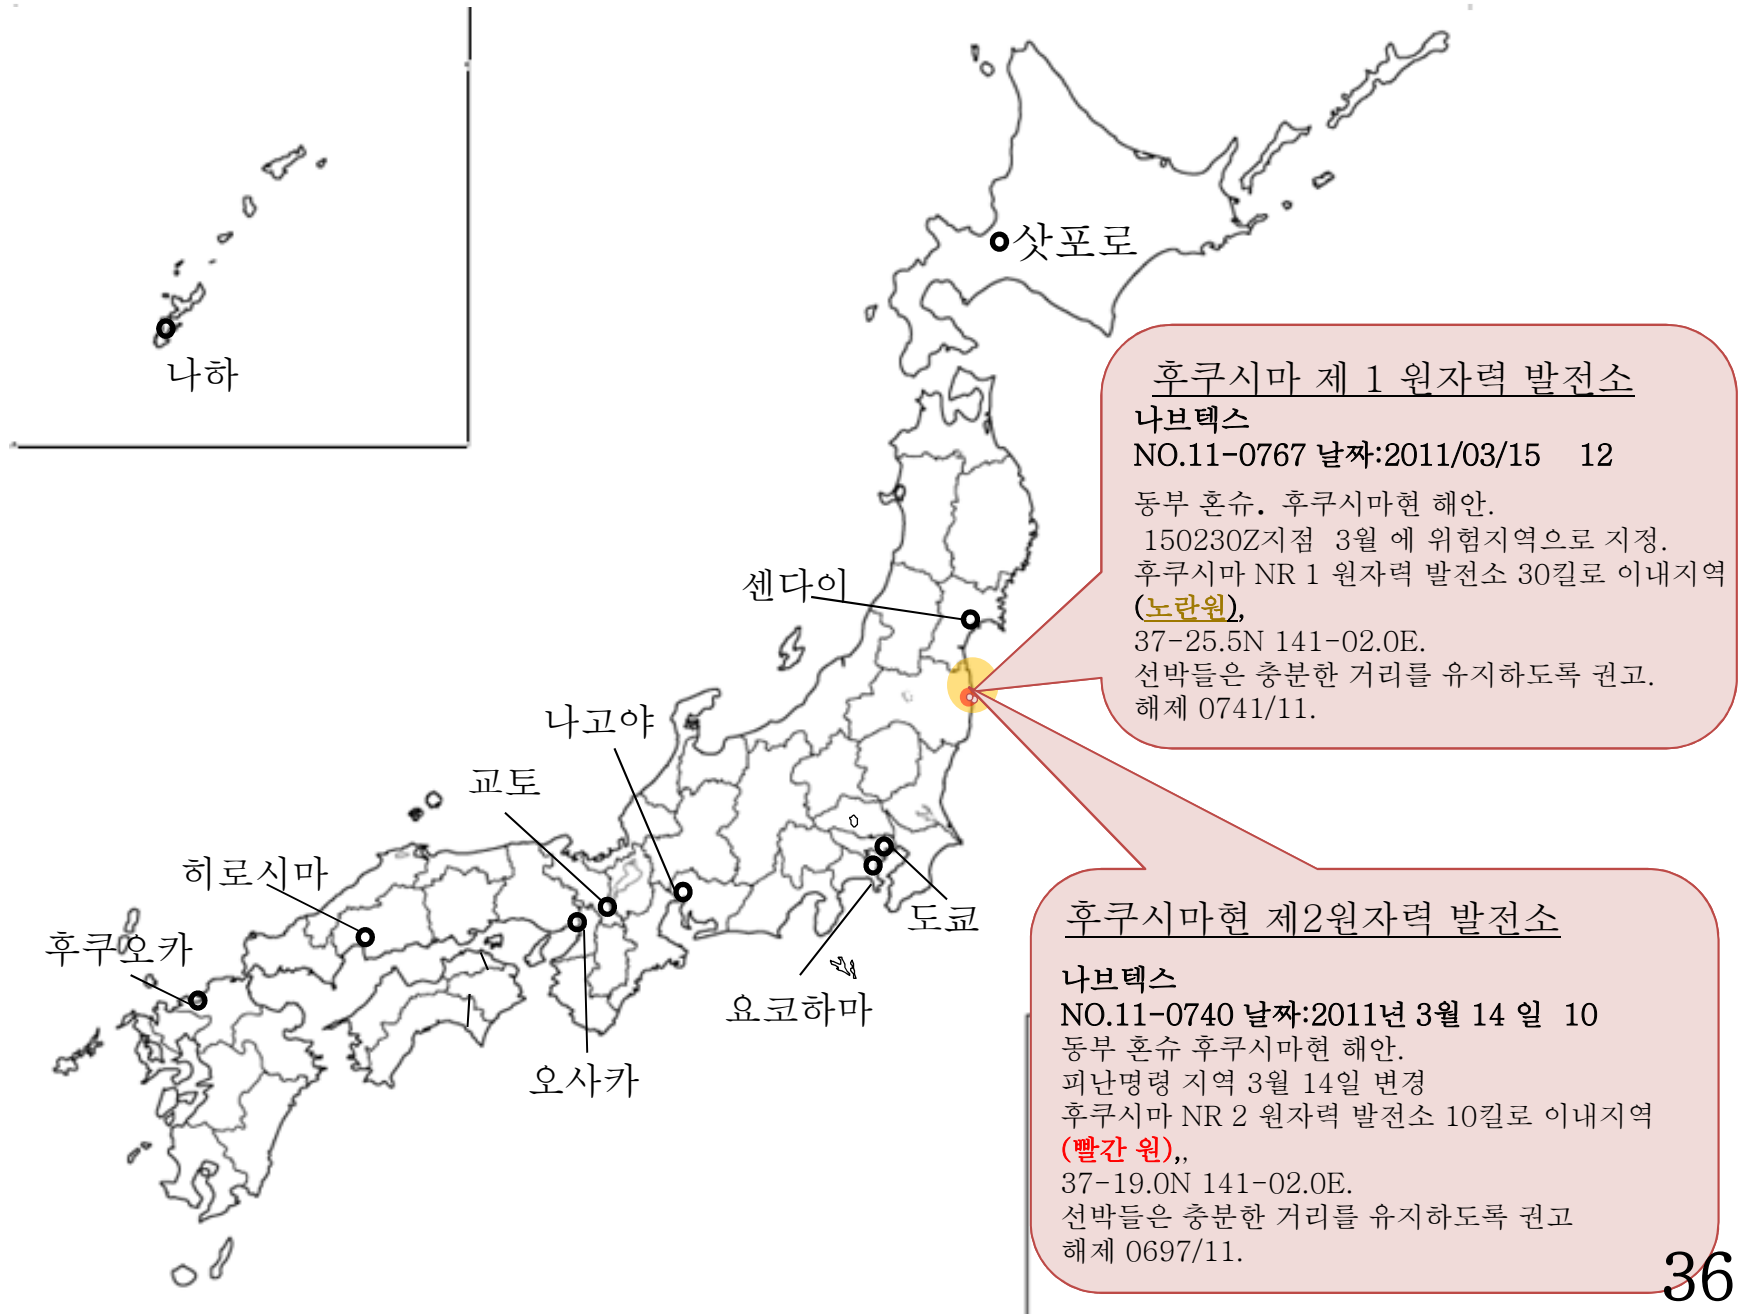 삿포로
나하
후쿠시마 제 1 원자력 발전소
나브텍스
NO.11-0767 날짜:2011/03/15 12
동부 혼슈. 후쿠시마현 해안.
150230Z지점 3월 에 위험지역으로 지정.
후쿠시마 NR 1 원자력 발전소 30킬로 이내지역
(노란원),
37-25.5N 141-02.0E.
선박들은 충분한 거리를 유지하도록 권고.
해제 0741/11.
센다이
나고야
교토
히로시마
후쿠오카
도쿄
요코하마
오사카
후쿠시마현 제2원자력 발전소
나브텍스
NO.11-0740 날짜:2011년 3월 14 일 10
동부 혼슈 후쿠시마현 해안.
피난명령 지역 3월 14일 변경
후쿠시마 NR 2 원자력 발전소 10킬로 이내지역
(빨간 원),,
37-19.0N 141-02.0E.
선박들은 충분한 거리를 유지하도록 권고
해제 0697/11.
36